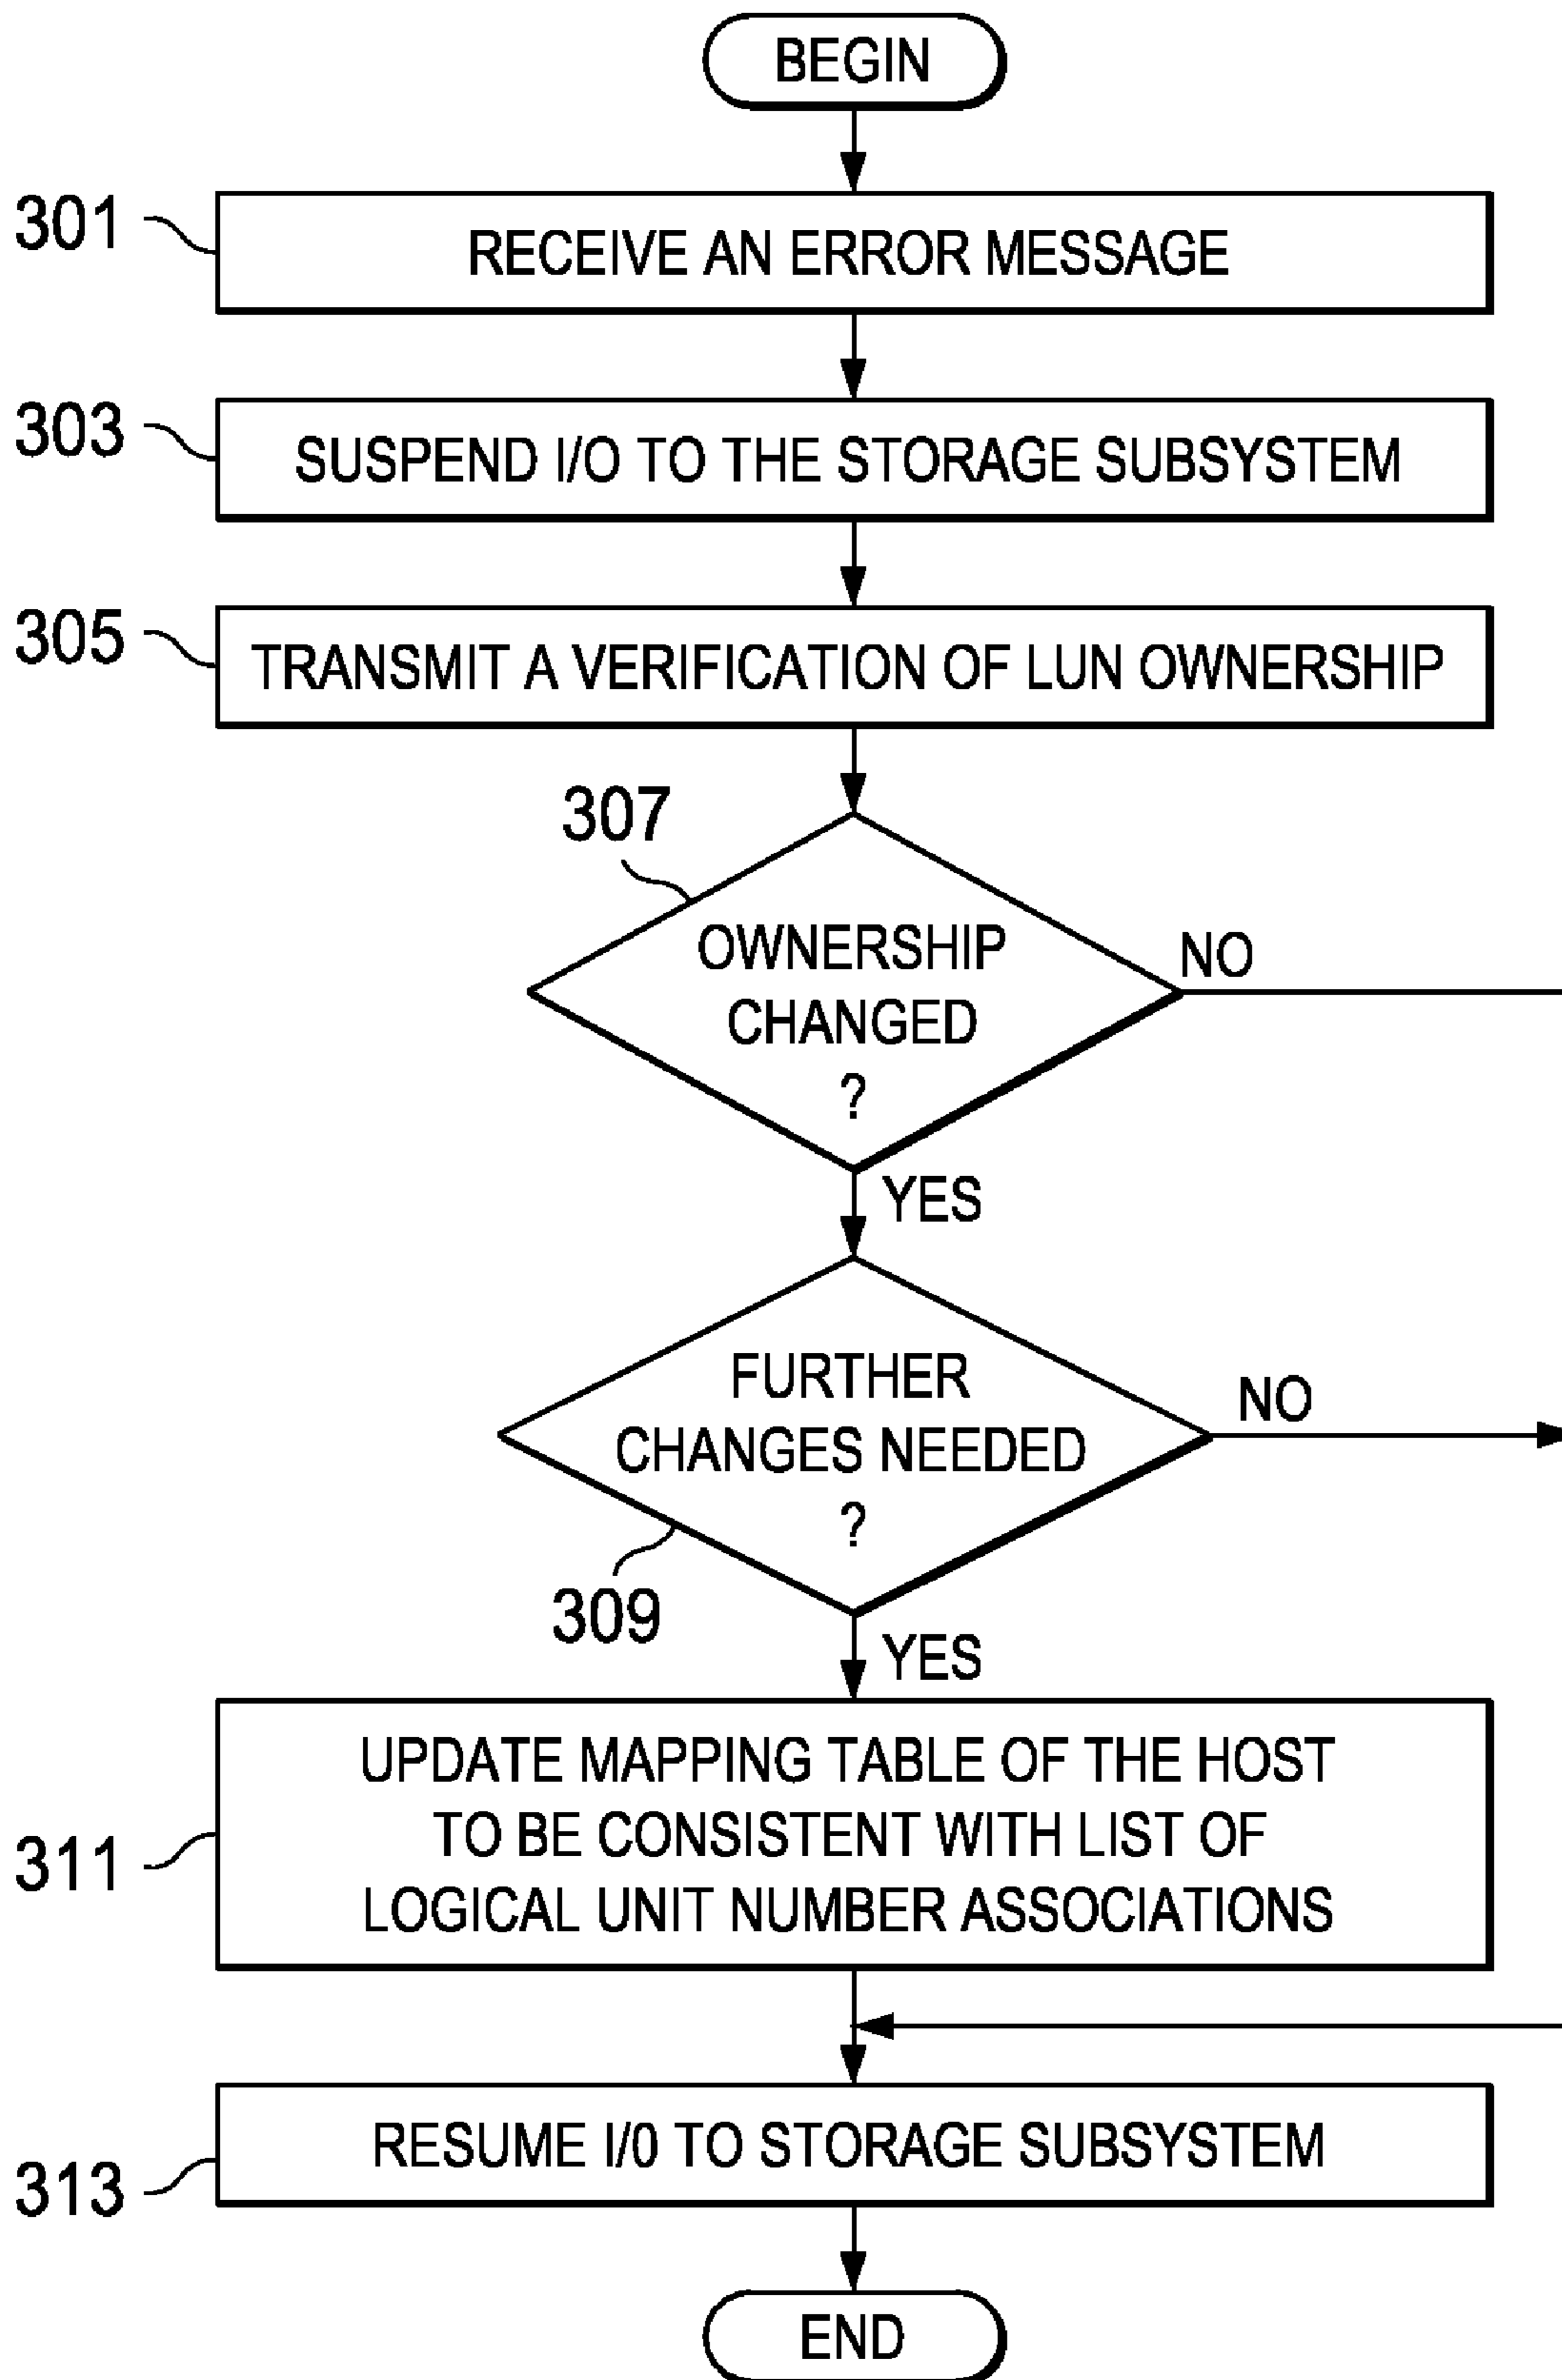 BEGIN
301
RECEIVE AN ERROR MESSAGE
303
SUSPEND I/O TO THE STORAGE SUBSYSTEM
305
TRANSMIT A VERIFICATION OF LUN OWNERSHIP
307
OWNERSHIP
CHANGED
?
NO
YES
FURTHER
CHANGES NEEDED
?
NO
309
YES
311
UPDATE MAPPING TABLE OF THE HOST
TO BE CONSISTENT WITH LIST OF
LOGICAL UNIT NUMBER ASSOCIATIONS
313
RESUME I/0 TO STORAGE SUBSYSTEM
END